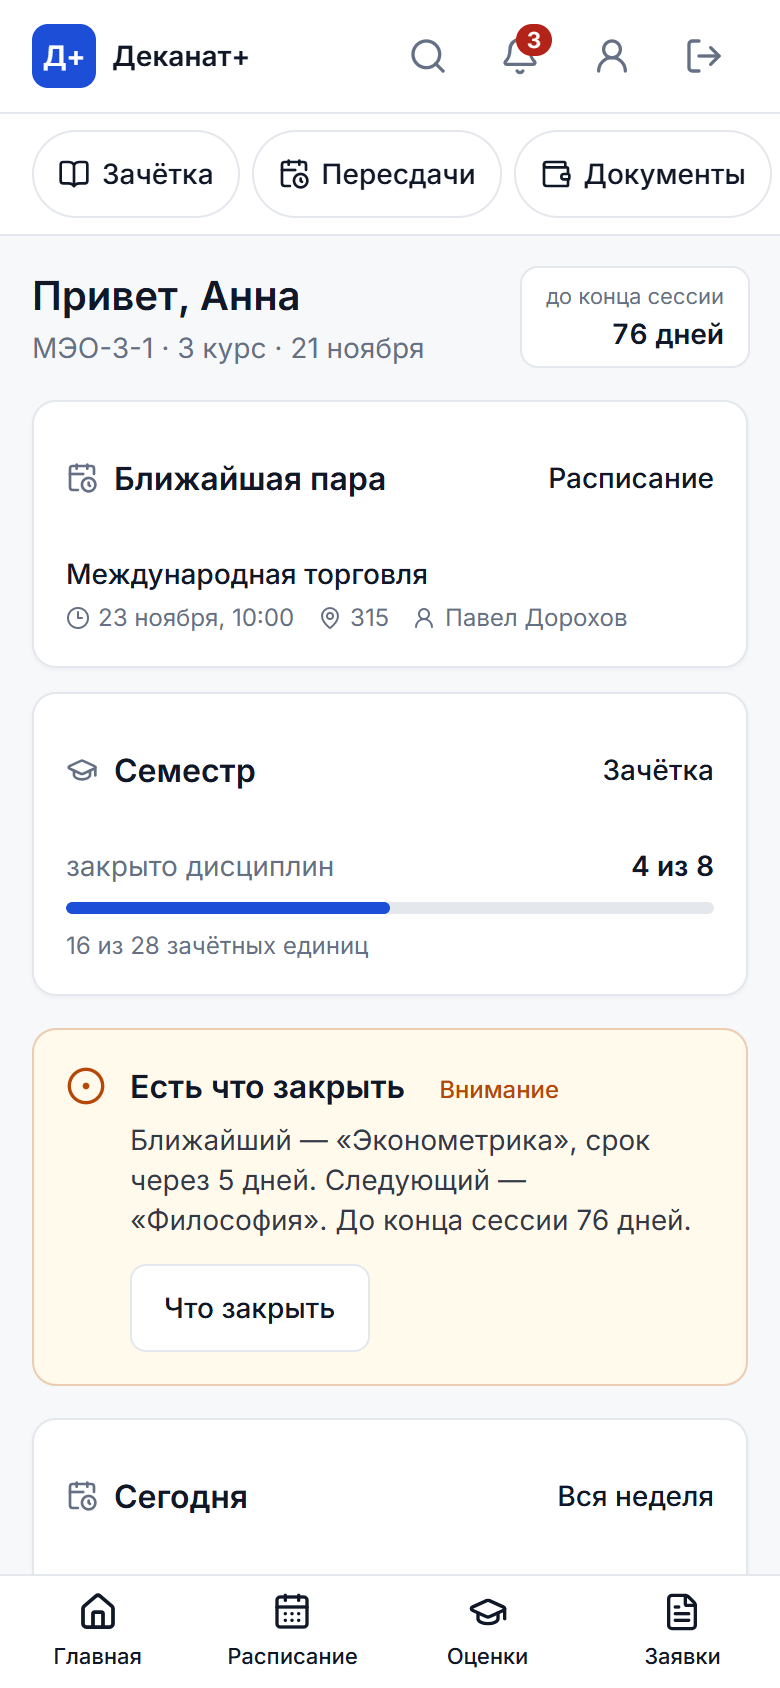 Д+ Деканат+ 3
Зачётка Пересдачи Документы
Привет, Анна
МЭО-3-1 · 3 курс · 21 ноября
до конца сессии
76 дней
Ближайшая пара Расписание
Международная торговля
23 ноября, 10:00 315 Павел Дорохов
Семестр Зачётка
закрыто дисциплин 4 из 8
16 из 28 зачётных единиц
Есть что закрыть Внимание
Ближайший — «Эконометрика», срок
через 5 дней. Следующий —
«Философия». До конца сессии 76 дней.
Что закрыть
Сегодня Вся неделя
Главная Расписание Оценки Заявки